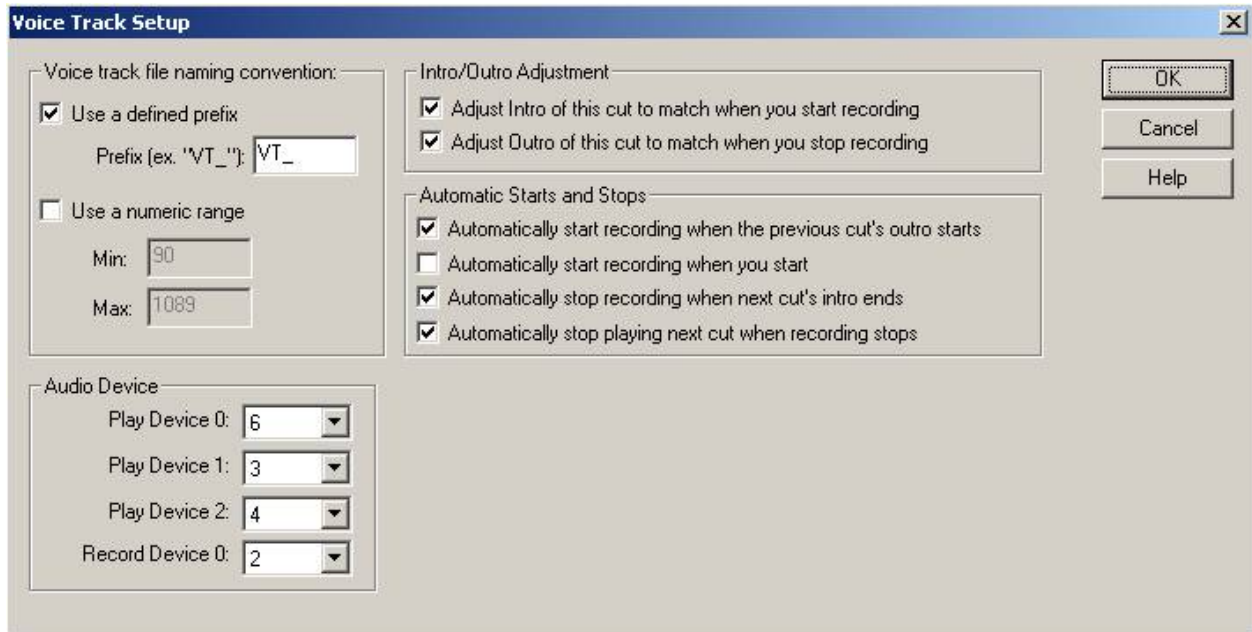 Voice Track Setup
Voice track file naming convention:
Use a defined prefix
Prefix (ex. "VT_"): VT_
Use a numeric range
Min: 90
Max: 1089
Intro/Outro Adjustment
Adjust Intro of this cut to match when you start recording
Adjust Outro of this cut to match when you stop recording
Automatic Starts and Stops
Automatically start recording when the previous cut's outro starts
Automatically start recording when you start
Automatically stop recording when next cut's intro ends
Automatically stop playing next cut when recording stops
OK
Cancel
Help
Audio Device
Play Device 0: 6
Play Device 1: 3
Play Device 2: 4
Record Device 0: 2